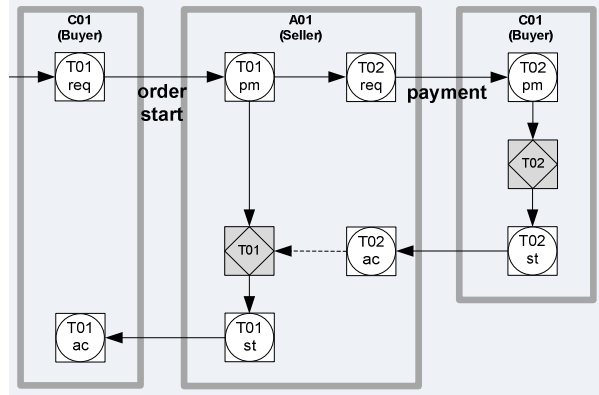 C01
(Buyer)
A01
(Seller)
C01
(Buyer)
T01
req
order
start
T01
pm
T02
req
payment
T02
pm
T02
T01
T02
ac
T02
st
T01
ac
T01
st